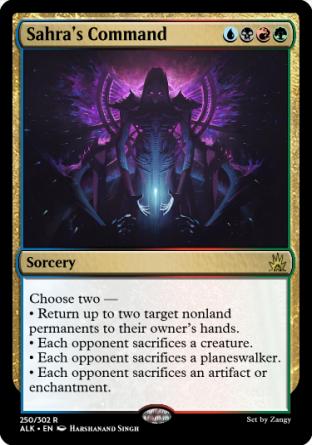 Sahra's Command
Sorcery
Choose two —
• Return up to two target nonland
permanents to their owner's hands.
• Each opponent sacrifices a creature.
• Each opponent sacrifices a planeswalker.
• Each opponent sacrifices an artifact or
enchantment.
250/302 R
ALK • EN Harshanand Singh
Set by Zangy